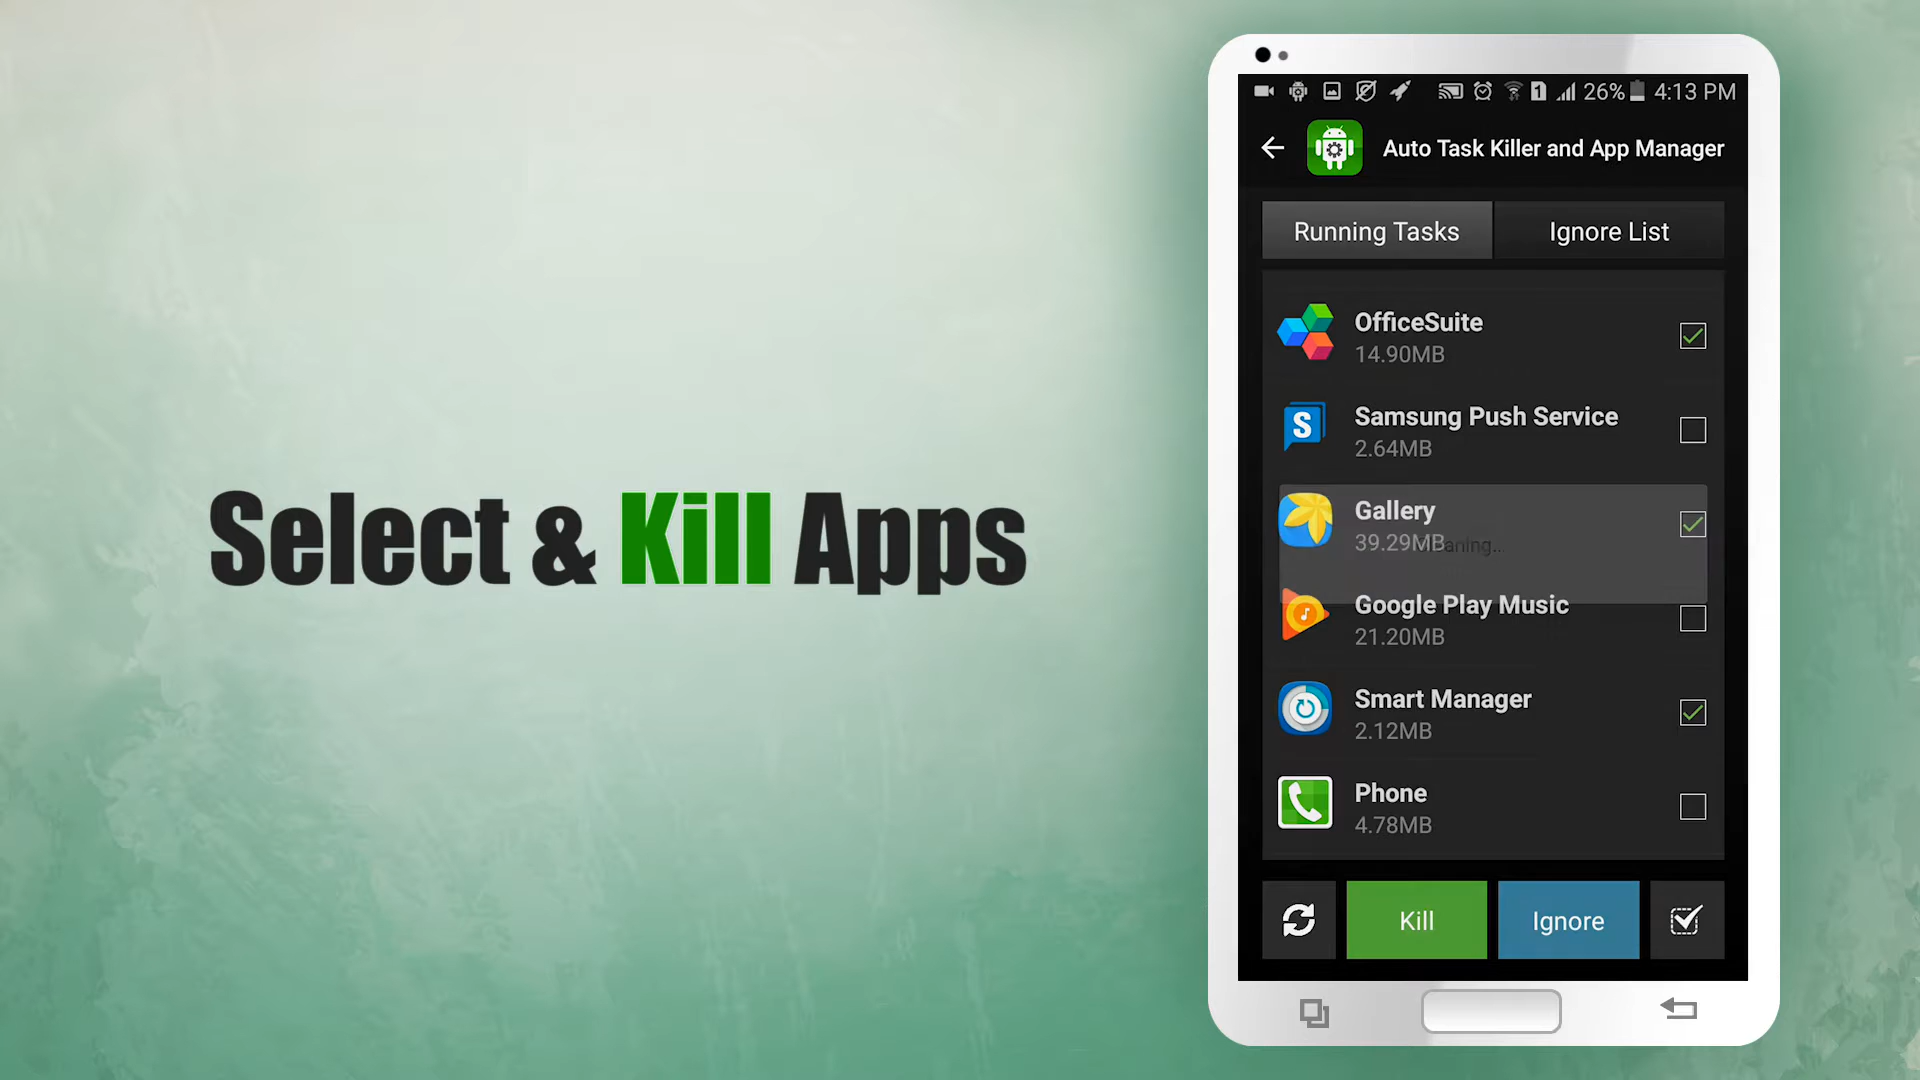 Select & Kill Apps
1 26% 4:13 PM
Auto Task Killer and App Manager
Running Tasks
Ignore List
OfficeSuite
14.90MB
S
Samsung Push Service
2.64MB
Gallery
39.29MB
Google Play Music
21.20MB
Smart Manager
2.12MB
Phone
4.78MB
Kill
Ignore